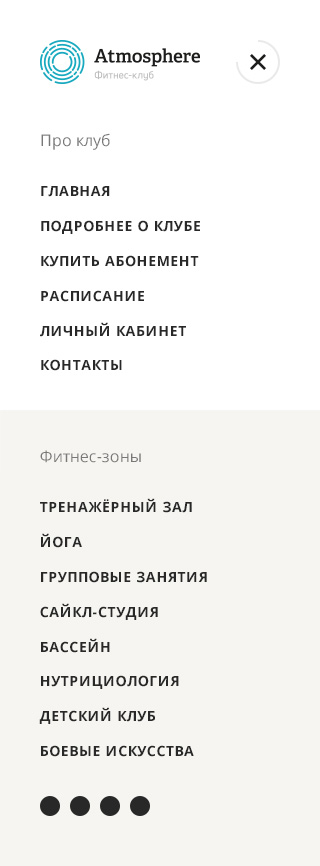 Atmosphere
Фитнес-клуб
Про клуб
ГЛАВНАЯ
ПОДРОБНЕЕ О КЛУБЕ
КУПИТЬ АБОНЕМЕНТ
РАСПИСАНИЕ
ЛИЧНЫЙ КАБИНЕТ
КОНТАКТЫ
Фитнес-зоны
ТРЕНАЖЁРНЫЙ ЗАЛ
ЙОГА
ГРУППОВЫЕ ЗАНЯТИЯ
САЙКЛ-СТУДИЯ
БАССЕЙН
НУТРИЦИОЛОГИЯ
ДЕТСКИЙ КЛУБ
БОЕВЫЕ ИСКУССТВА